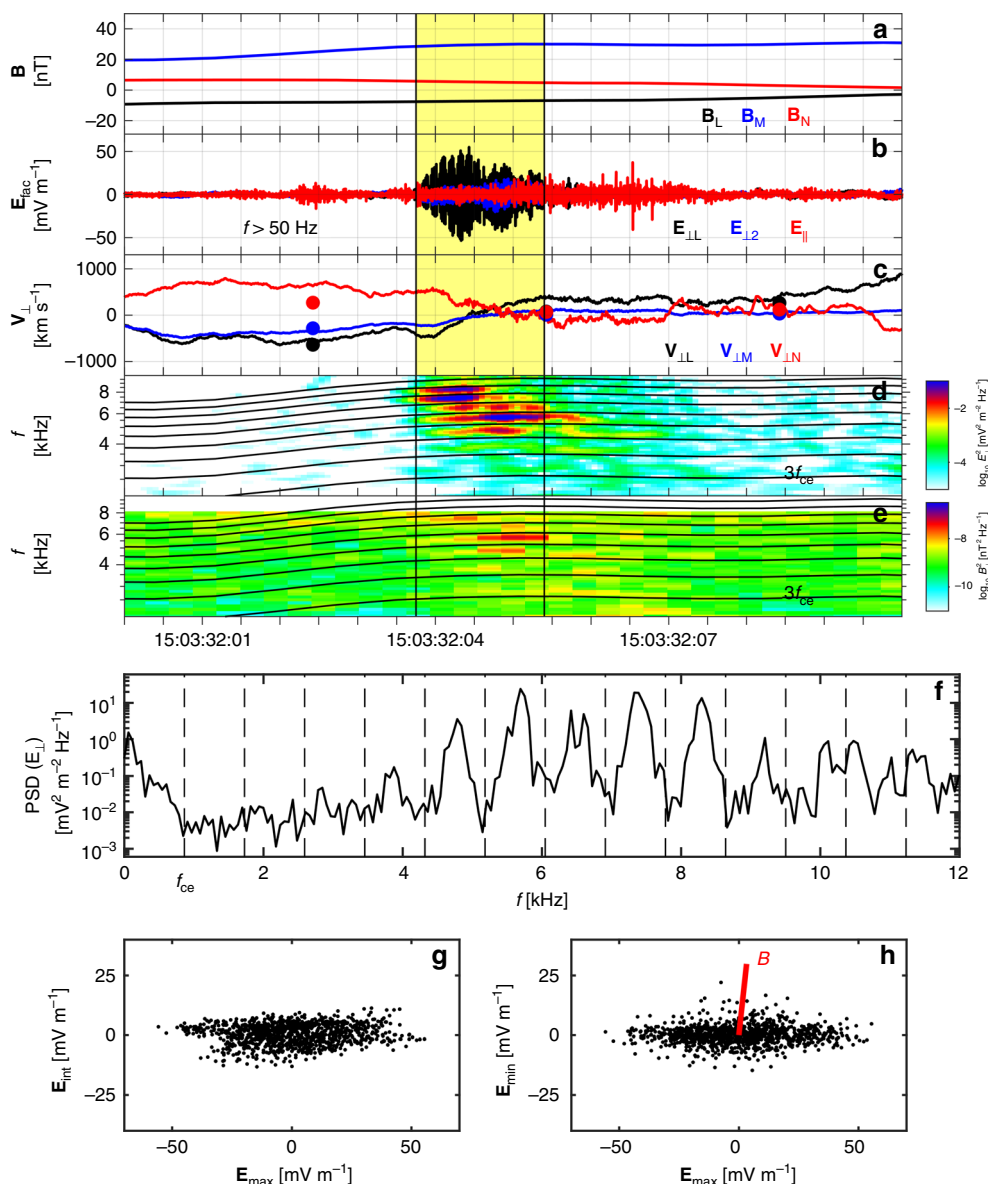 a
B
[nT]
40
20
0
−20
B_L B_M B_N
b
E_fac
[mV m⁻¹]
50
0
−50
f > 50 Hz
E_⊥L E_⊥2 E_||
c
V_⊥
[km s⁻¹]
1000
0
−1000
V_⊥L V_⊥M V_⊥N
d
f
[kHz]
8
6
4
3f_ce
−2
−4
log₁₀ E² [mV² m⁻² Hz⁻¹]
e
f
[kHz]
8
6
4
3f_ce
−10
log₁₀ B² [nT² Hz⁻¹]
15:03:32:01 15:03:32:04 15:03:32:07
f
PSD (E_⊥)
[mV² m⁻² Hz⁻¹]
10¹
10⁰
10⁻¹
10⁻²
10⁻³
0 2 4 6 8 10 12
f_ce
f [kHz]
g
E_int [mV m⁻¹]
25
0
−25
−50 0 50
E_max [mV m⁻¹]
h
B
E_min [mV m⁻¹]
25
0
−25
−50 0 50
E_max [mV m⁻¹]